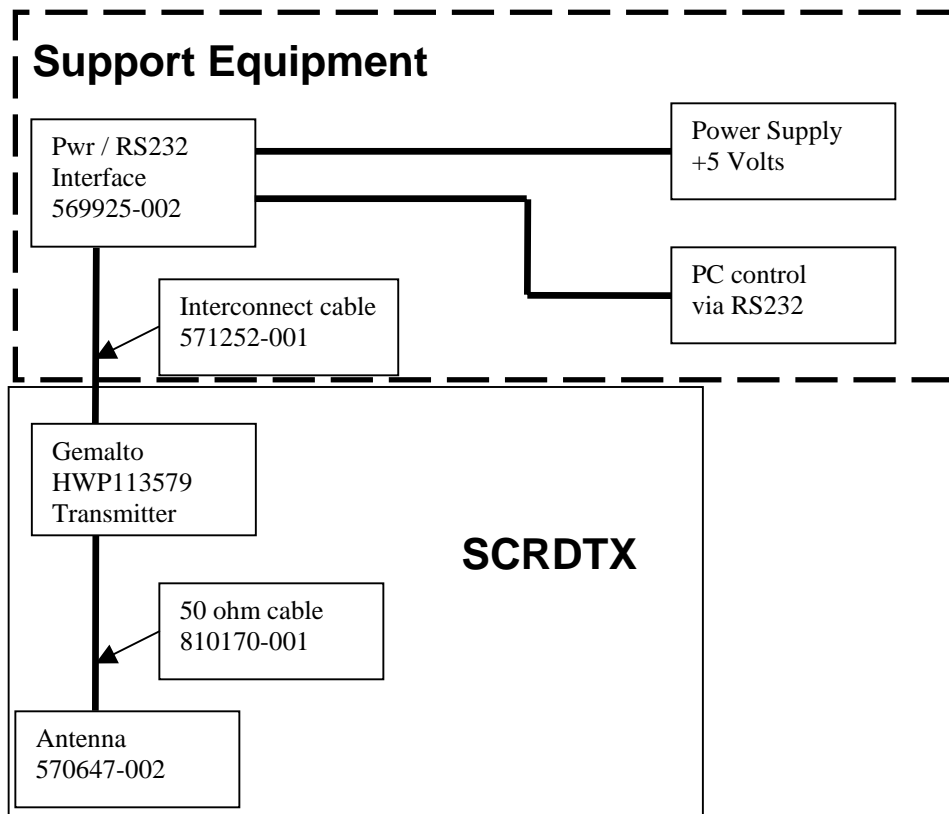 Support Equipment
Pwr / RS232
Interface
569925-002
Power Supply
+5 Volts
PC control
via RS232
Interconnect cable
571252-001
Gemalto
HWP113579
Transmitter
SCRDTX
50 ohm cable
810170-001
Antenna
570647-002